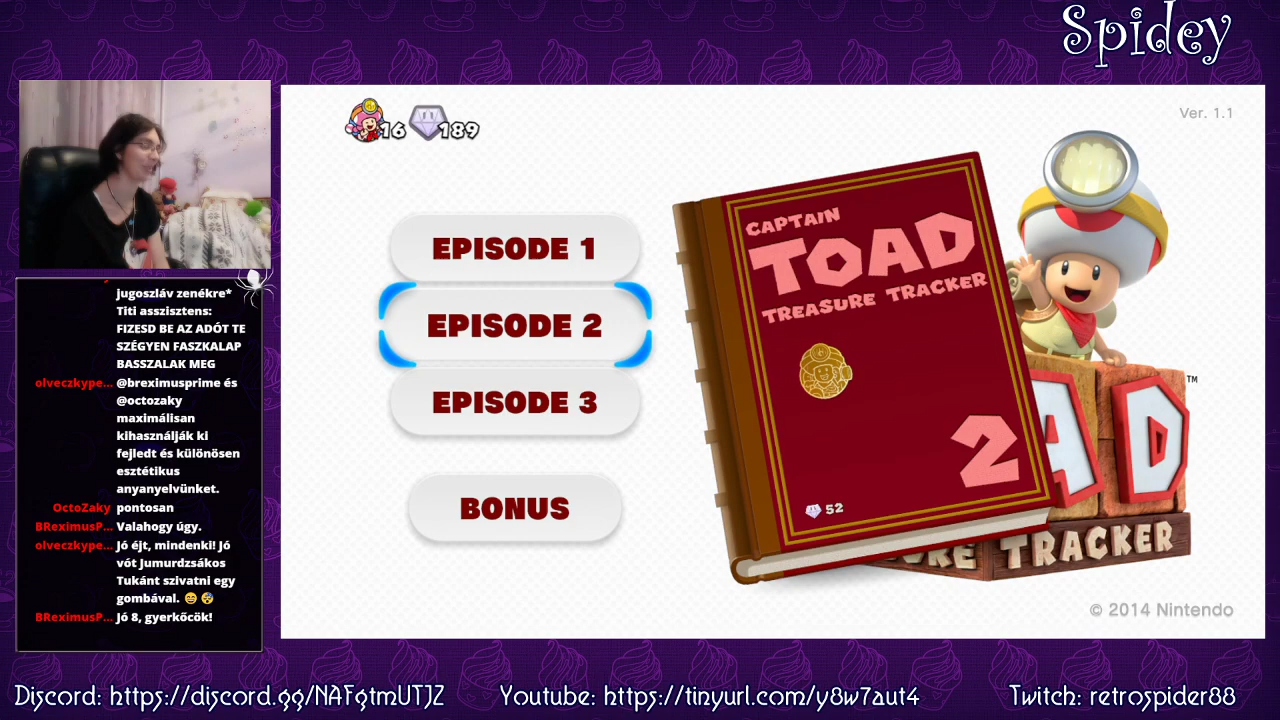 Spidey
16 189
Ver. 1.1
EPISODE 1
EPISODE 2
EPISODE 3
BONUS
CAPTAIN
TOAD
TREASURE TRACKER
2
52
AD
TM
URE TRACKER
© 2014 Nintendo
jugoszláv zenékre*
Titi asszisztens:
FIZESD BE AZ ADÓT TE
SZÉGYEN FASZKALAP
BASSZALAK MEG
olveczkype... @breximusprime és
@octozaky
maximálisan
kihasználják ki
fejledt és különösen
esztétikus
anyanyelvünket.
OctoZaky pontosan
BReximusP... Valahogy úgy.
olveczkype... Jó éjt, mindenki! Jó
vót Jumurdzsákos
Tukánt szivatni egy
gombával. 😄 😴
BReximusP... Jó 8, gyerkőcök!
Discord: https://discord.gg/NAFgtmUTJZ
Youtube: https://tinyurl.com/y8w7aut4
Twitch: retrospider88